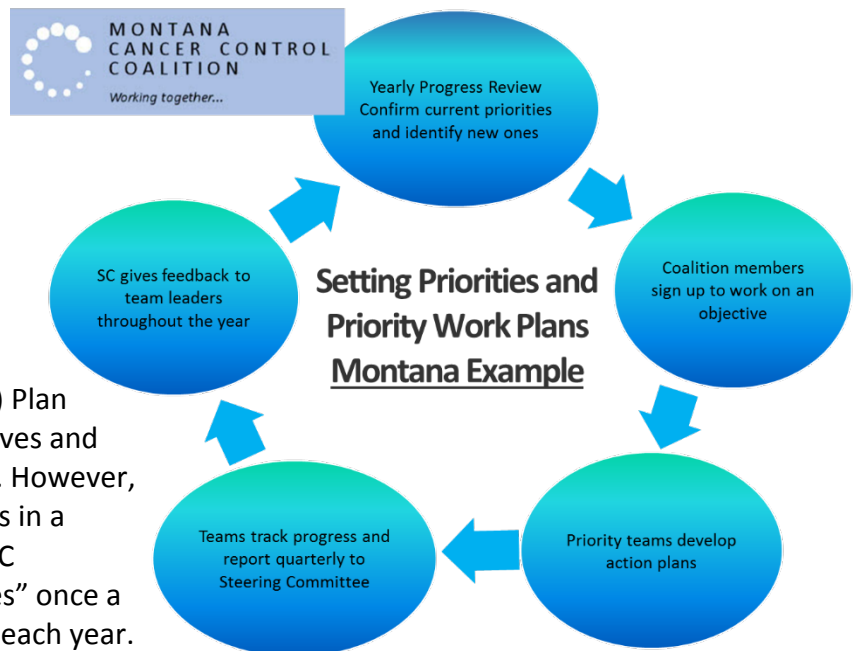 MONTANA
CANCER CONTROL
COALITION
Working together...
Yearly Progress Review
Confirm current priorities
and identify new ones
Coalition members
sign up to work on an
objective
Priority teams develop
action plans
Teams track progress and
report quarterly to
Steering Committee
SC gives feedback to
team leaders
throughout the year
Setting Priorities and
Priority Work Plans
Montana Example
) Plan
ves and
. However,
s in a
C
es” once a
each year.